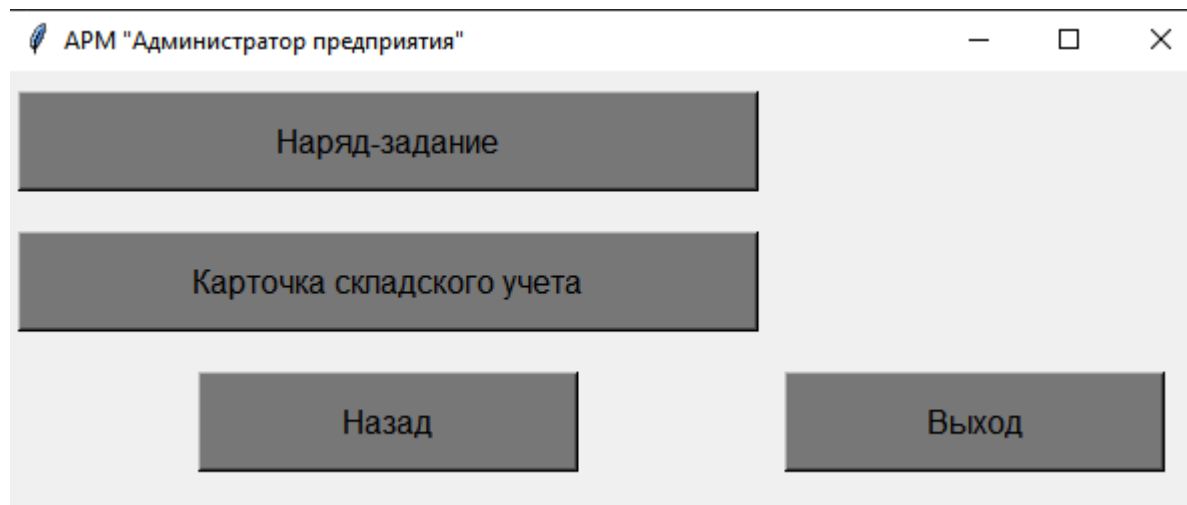 АРМ "Администратор предприятия"
Наряд-задание
Карточка складского учета
Назад Выход